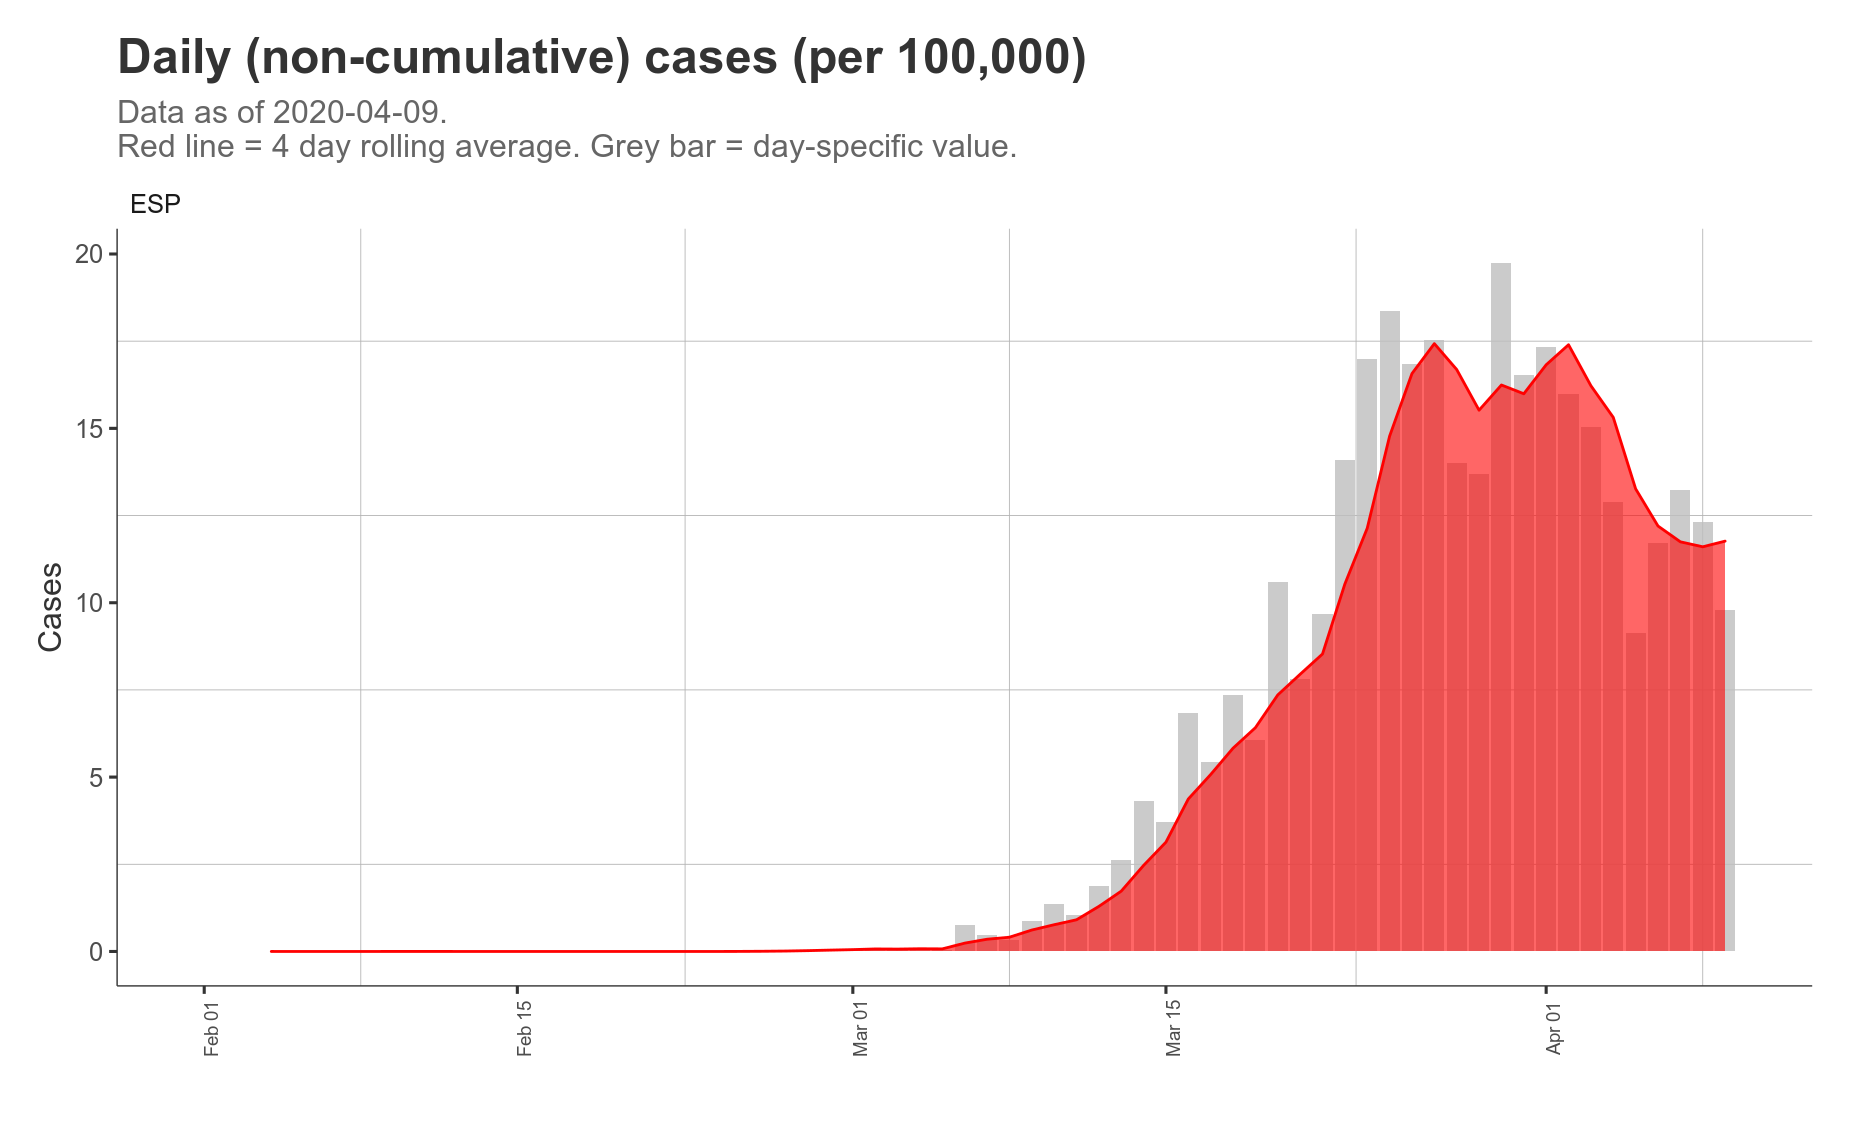 Daily (non-cumulative) cases (per 100,000)
Data as of 2020-04-09.
Red line = 4 day rolling average. Grey bar = day-specific value.
ESP
20
15
10
5
0
Cases
Feb 01
Feb 15
Mar 01
Mar 15
Apr 01